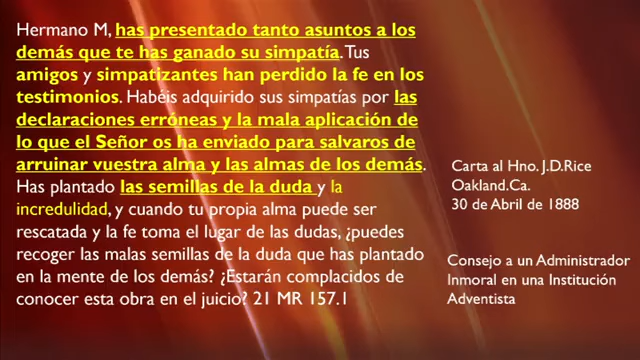 Hermano M, has presentado tanto asuntos a los
demás que te has ganado su simpatía. Tus
amigos y simpatizantes han perdido la fe en los
testimonios. Habéis adquirido sus simpatías por las
declaraciones erróneas y la mala aplicación de
lo que el Señor os ha enviado para salvaros de
arruinar vuestra alma y las almas de los demás.
Has plantado las semillas de la duda y la
incredulidad, y cuando tu propia alma puede ser
rescatada y la fe toma el lugar de las dudas, ¿puedes
recoger las malas semillas de la duda que has plantado
en la mente de los demás? ¿Estarán complacidos de
conocer esta obra en el juicio? 21 MR 157.1
Carta al Hno. J.D.Rice
Oakland.Ca.
30 de Abril de 1888
Consejo a un Administrador
Inmoral en una Institución
Adventista